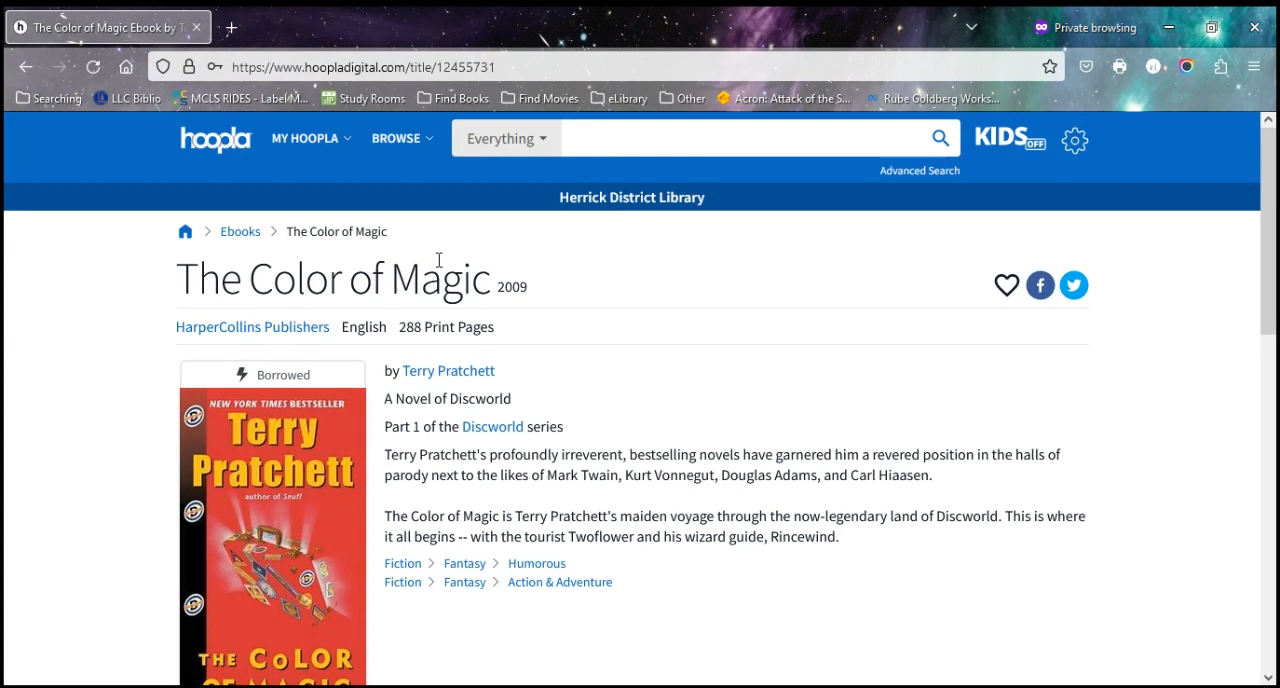 The Color of Magic Ebook by T
Private browsing
https://www.hoopladigital.com/title/12455731
Searching LLC Biblio MCLS RIDES - Label M... Study Rooms Find Books Find Movies eLibrary Other Acron: Attack of the S... Rube Goldberg Works...
hoopla MY HOOPLA BROWSE Everything KIDS OFF
Advanced Search
Herrick District Library
Ebooks The Color of Magic
The Color of Magic 2009
HarperCollins Publishers English 288 Print Pages
Borrowed
NEW YORK TIMES BESTSELLER
Terry
Pratchett
author of Snuff
THE COLOR
OF MAGIC
by Terry Pratchett
A Novel of Discworld
Part 1 of the Discworld series
Terry Pratchett's profoundly irreverent, bestselling novels have garnered him a revered position in the halls of
parody next to the likes of Mark Twain, Kurt Vonnegut, Douglas Adams, and Carl Hiaasen.
The Color of Magic is Terry Pratchett's maiden voyage through the now-legendary land of Discworld. This is where
it all begins -- with the tourist Twoflower and his wizard guide, Rincewind.
Fiction > Fantasy > Humorous
Fiction > Fantasy > Action & Adventure